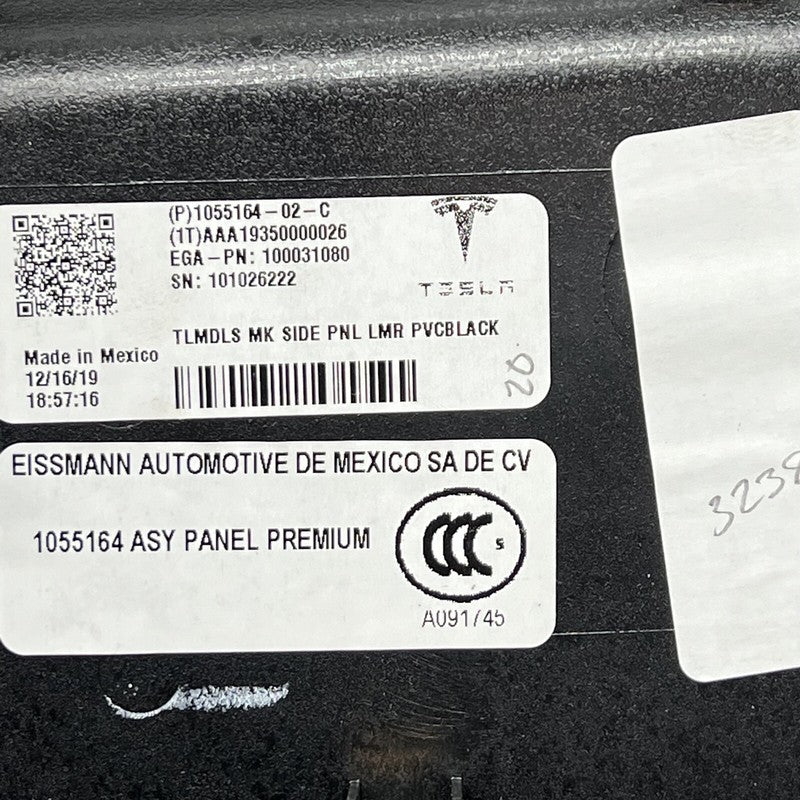 (P)1055164-02-C
(1T)AAA19350000026
EGA-PN: 100031080
SN: 101026222
TESLA
TLMDLS MK SIDE PNL LMR PVCBLACK
Made in Mexico
12/16/19
18:57:16
20
EISSMANN AUTOMOTIVE DE MEXICO SA DE CV
1055164 ASY PANEL PREMIUM
CCC S
A091745
3238